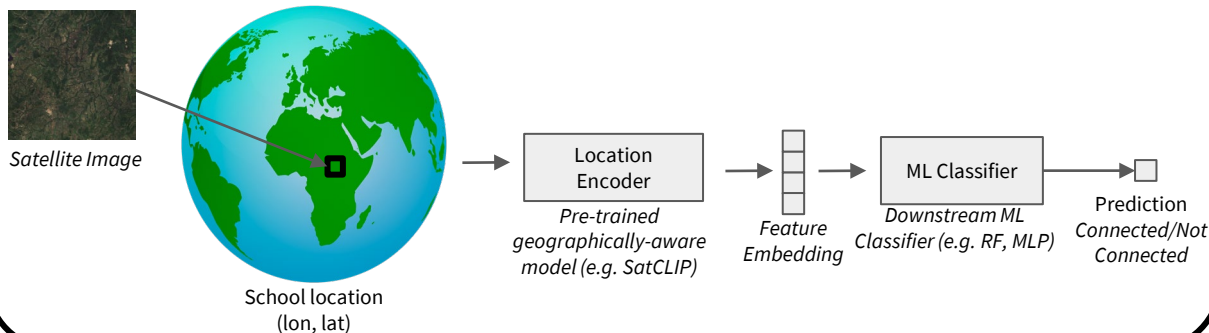 Satellite Image
School location
(lon, lat)
Location
Encoder
Pre-trained
geographically-aware
model (e.g. SatCLIP)
Feature
Embedding
ML Classifier
Downstream ML
Classifier (e.g. RF, MLP)
Prediction
Connected/Not
Connected